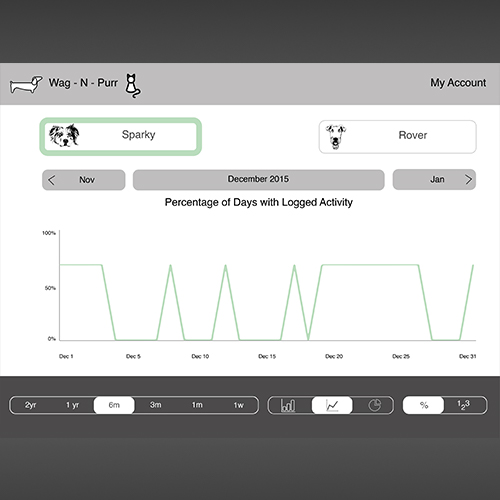 Wag - N - Purr
My Account
Sparky
Rover
Nov
December 2015
Jan
Percentage of Days with Logged Activity
100%
50%
0%
Dec 1
Dec 5
Dec 10
Dec 15
Dec 20
Dec 25
Dec 31
2yr
1 yr
6m
3m
1m
1w
%
123